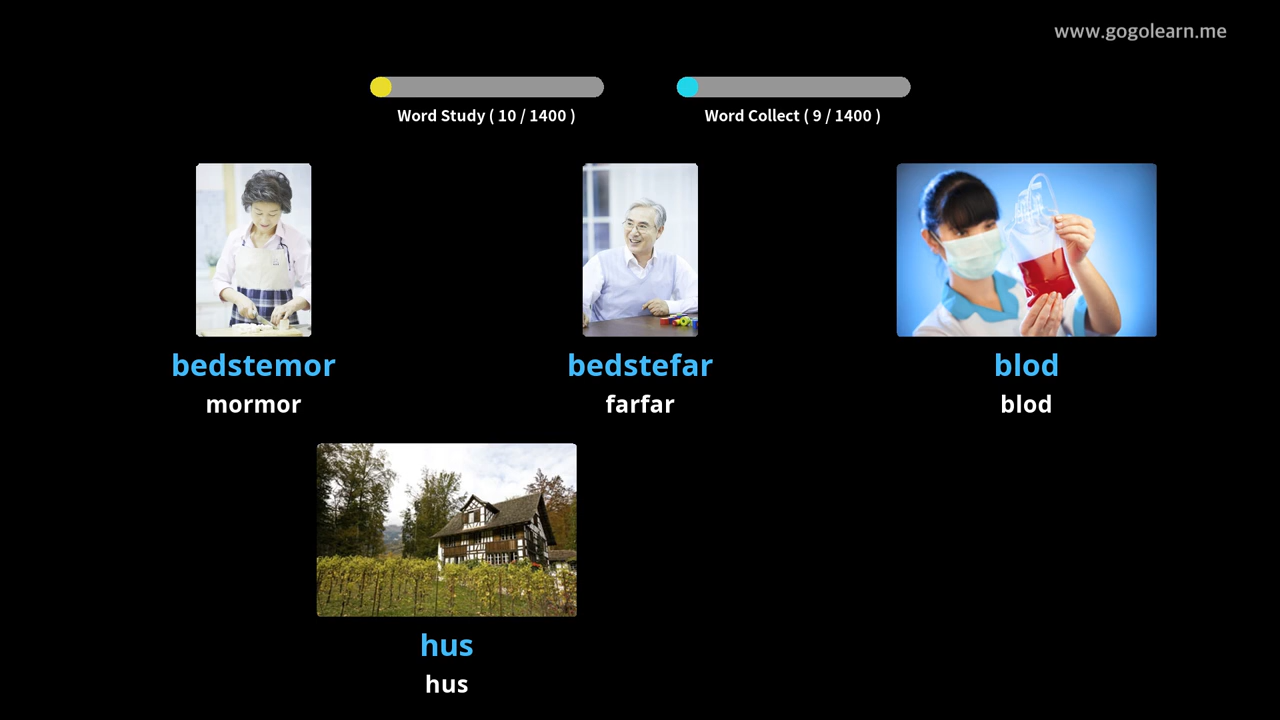 www.gogolearn.me
Word Study ( 10 / 1400 )
Word Collect ( 9 / 1400 )
bedstemor
mormor
bedstefar
farfar
blod
blod
hus
hus